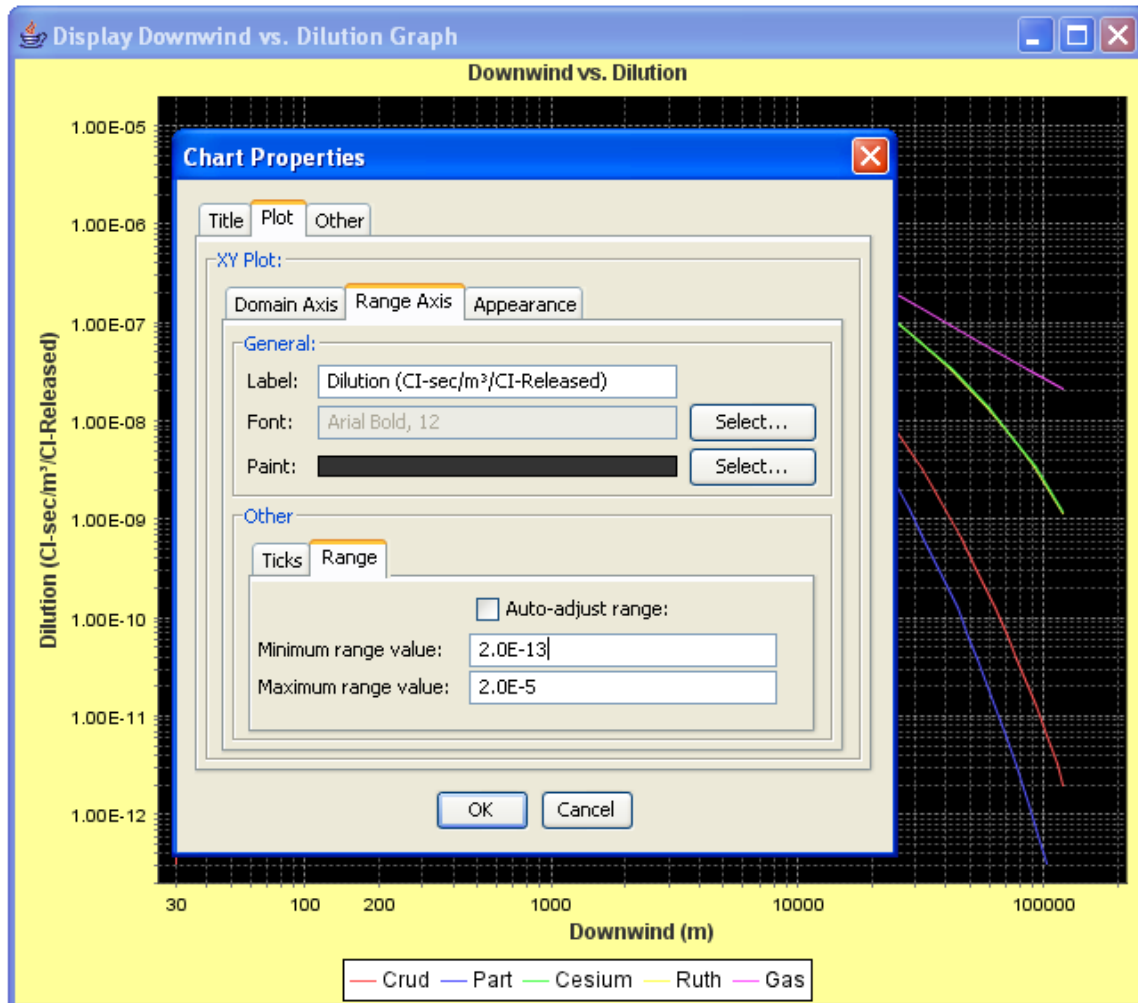 Display Downwind vs. Dilution Graph
Downwind vs. Dilution
1.00E-05
1.00E-06
1.00E-07
1.00E-08
1.00E-09
1.00E-10
1.00E-11
1.00E-12
Dilution (CI-sec/m³/CI-Released)
Chart Properties
Title Plot Other
XY Plot:
Domain Axis Range Axis Appearance
General:
Label: Dilution (CI-sec/m³/CI-Released)
Font: Arial Bold, 12 Select...
Paint: Select...
Other
Ticks Range
Auto-adjust range:
Minimum range value: 2.0E-13
Maximum range value: 2.0E-5
OK Cancel
30 100 200 1000 10000 100000
Downwind (m)
Crud Part Cesium Ruth Gas